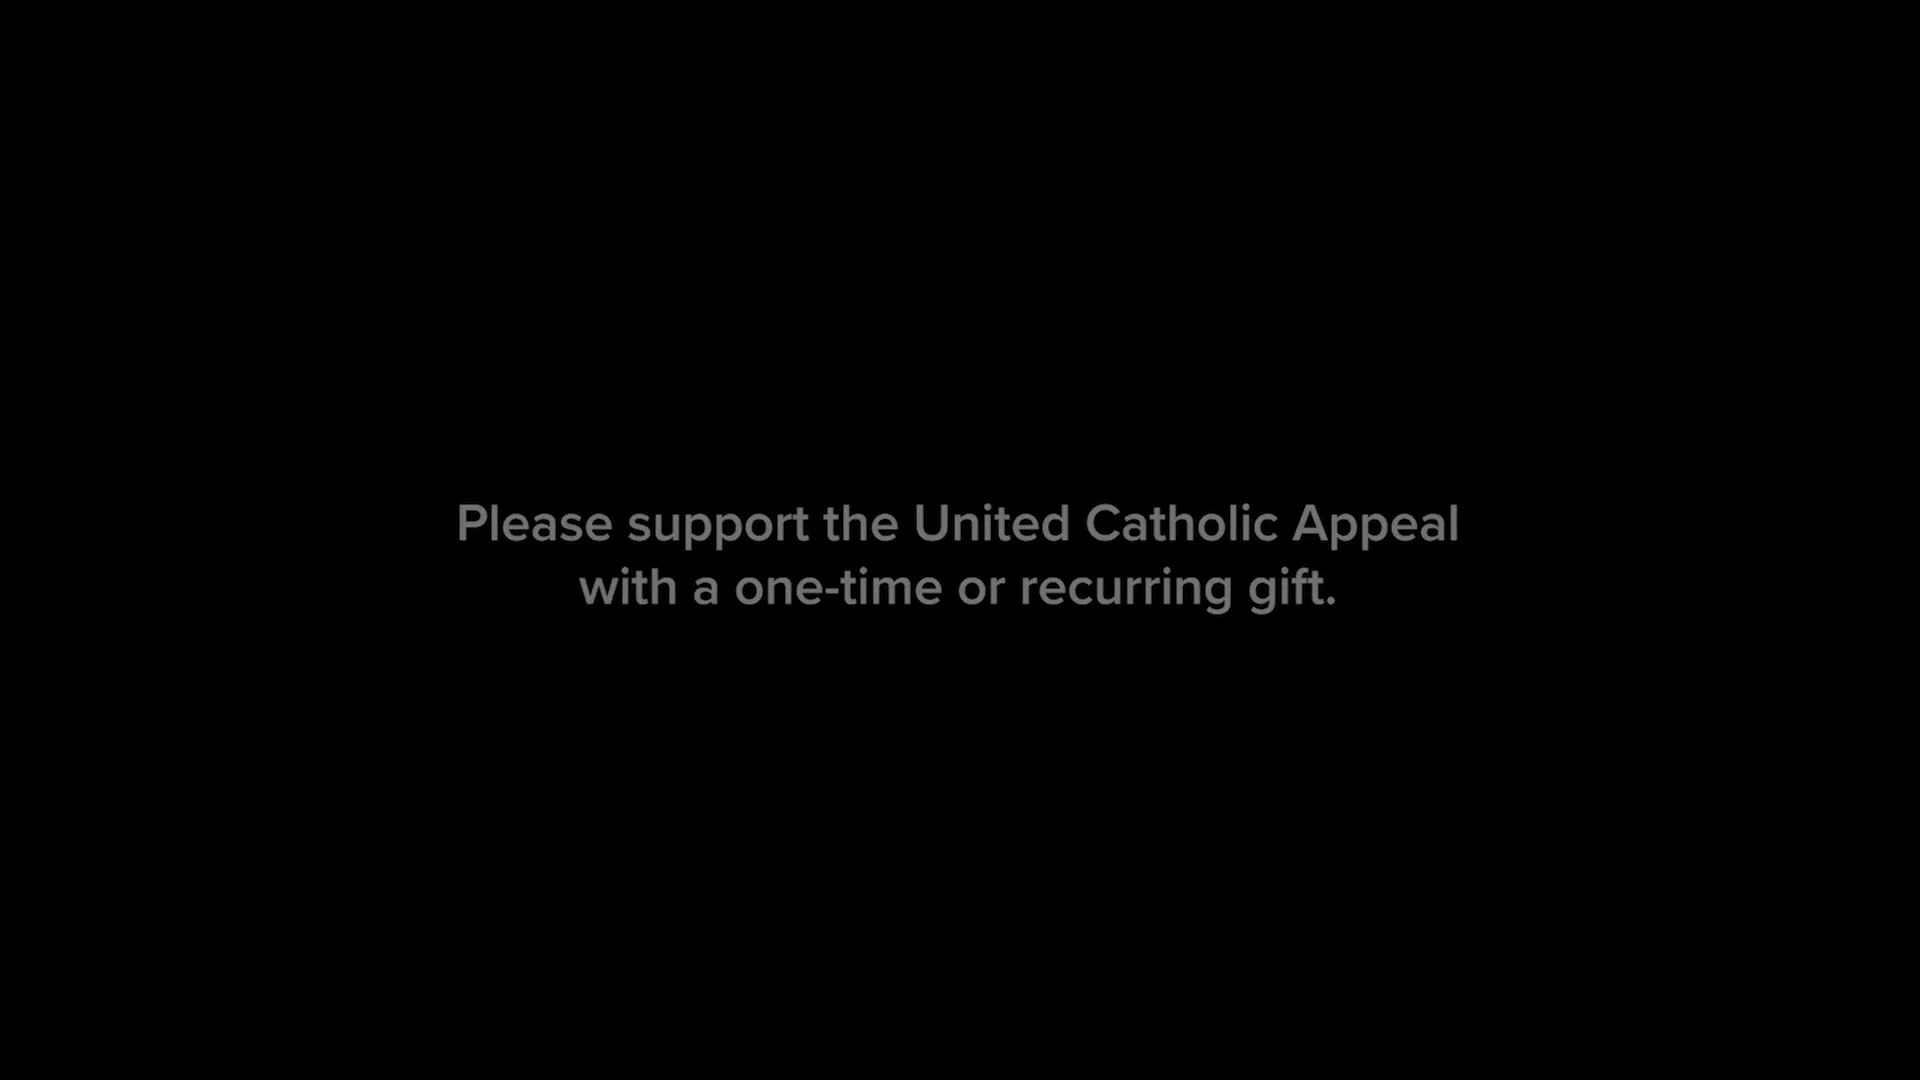 Please support the United Catholic Appeal
with a one-time or recurring gift.